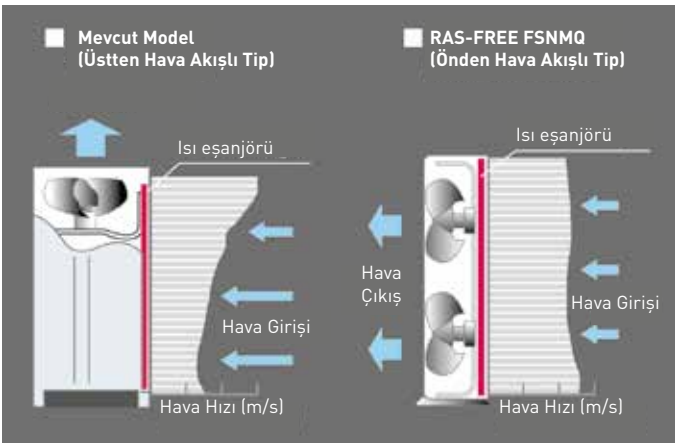 Mevcut Model
(Üstten Hava Akışlı Tip)
Isı eşanjörü
Hava Girişi
Hava Hızı (m/s)
RAS-FREE FSNMQ
(Önden Hava Akışlı Tip)
Isı eşanjörü
Hava
Çıkış
Hava Girişi
Hava Hızı (m/s)